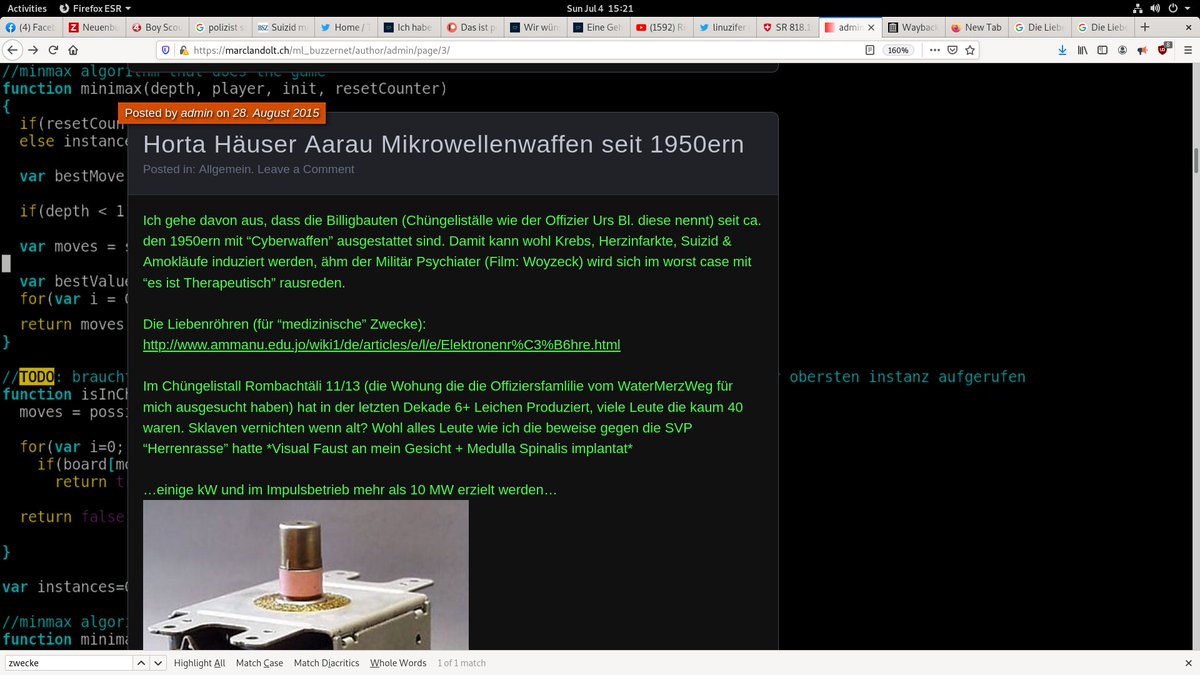 Activities Firefox ESR Sun Jul 4 15:21
(4) Faceb Neuenbu Boy Scou polizist s Suizid m Home / T Ich habe Das ist p Wir wün Eine Geh (1592) R linuzifer SR 818.1 admin Wayback New Tab Die Liebe Die Liebe
https://marclandolt.ch/ml_buzzernet/author/admin/page/3/ 160%
//minmax algorithm that does the game
function minimax(depth, player, init, resetCounter)
{
Posted by admin on 28. August 2015
if(resetCoun
else instance
Horta Häuser Aarau Mikrowellenwaffen seit 1950ern
Posted in: Allgemein. Leave a Comment
var bestMove
if(depth < 1
Ich gehe davon aus, dass die Billigbauten (Chüngeliställe wie der Offizier Urs Bl. diese nennt) seit ca.
den 1950ern mit “Cyberwaffen” ausgestattet sind. Damit kann wohl Krebs, Herzinfarkte, Suizid &
var moves = s
Amokläufe induziert werden, ähm der Militär Psychiater (Film: Woyzeck) wird sich im worst case mit
“es ist Therapeutisch” rausreden.
var bestValue
for(var i = 0
return moves
}
Die Liebenröhren (für “medizinische” Zwecke):
http://www.ammanu.edu.jo/wiki1/de/articles/e/l/e/Elektronenr%C3%B6hre.html
//TODO: brauch r obersten instanz aufgerufen
function isInCh
moves = possi
Im Chüngelistall Rombachtäli 11/13 (die Wohung die die Offiziersfamlilie vom WaterMerzWeg für
mich ausgesucht haben) hat in der letzten Dekade 6+ Leichen Produziert, viele Leute die kaum 40
waren. Sklaven vernichten wenn alt? Wohl alles Leute wie ich die beweise gegen die SVP
“Herrenrasse” hatte *Visual Faust an mein Gesicht + Medulla Spinalis implantat*
for(var i=0;
if(board[mo
return t
…einige kW und im Impulsbetrieb mehr als 10 MW erzielt werden…
return false
}
var instances=0
//minmax algori
function minima
zwecke Highlight All Match Case Match Diacritics Whole Words 1 of 1 match